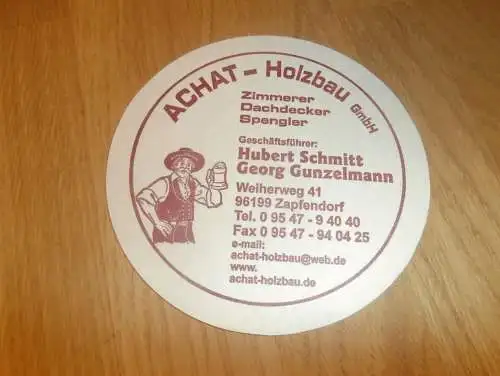 ACHAT - Holzbau GmbH
Zimmerer
Dachdecker
Spengler
Geschäftsführer:
Hubert Schmitt
Georg Gunzelmann
Weiherweg 41
96199 Zapfendorf
Tel. 0 95 47 - 9 40 40
Fax 0 95 47 - 94 04 25
e-mail:
achat-holzbau@web.de
www.
achat-holzbau.de